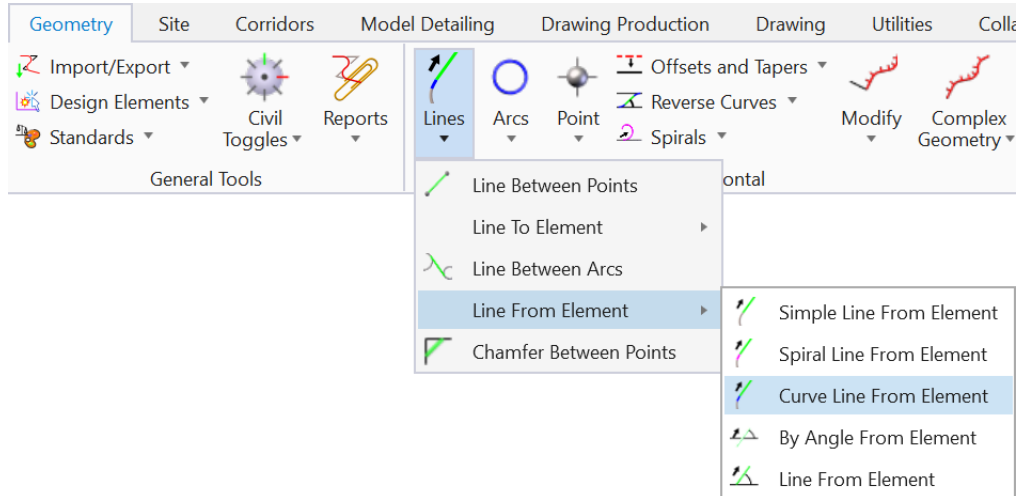 Geometry Site Corridors Model Detailing Drawing Production Drawing Utilities Colla
Import/Export
Design Elements
Standards
Civil Toggles
Reports
Lines
Arcs
Point
Offsets and Tapers
Reverse Curves
Spirals
Modify
Complex Geometry
General Tools
ontal
Line Between Points
Line To Element
Line Between Arcs
Line From Element
Chamfer Between Points
Simple Line From Element
Spiral Line From Element
Curve Line From Element
By Angle From Element
Line From Element